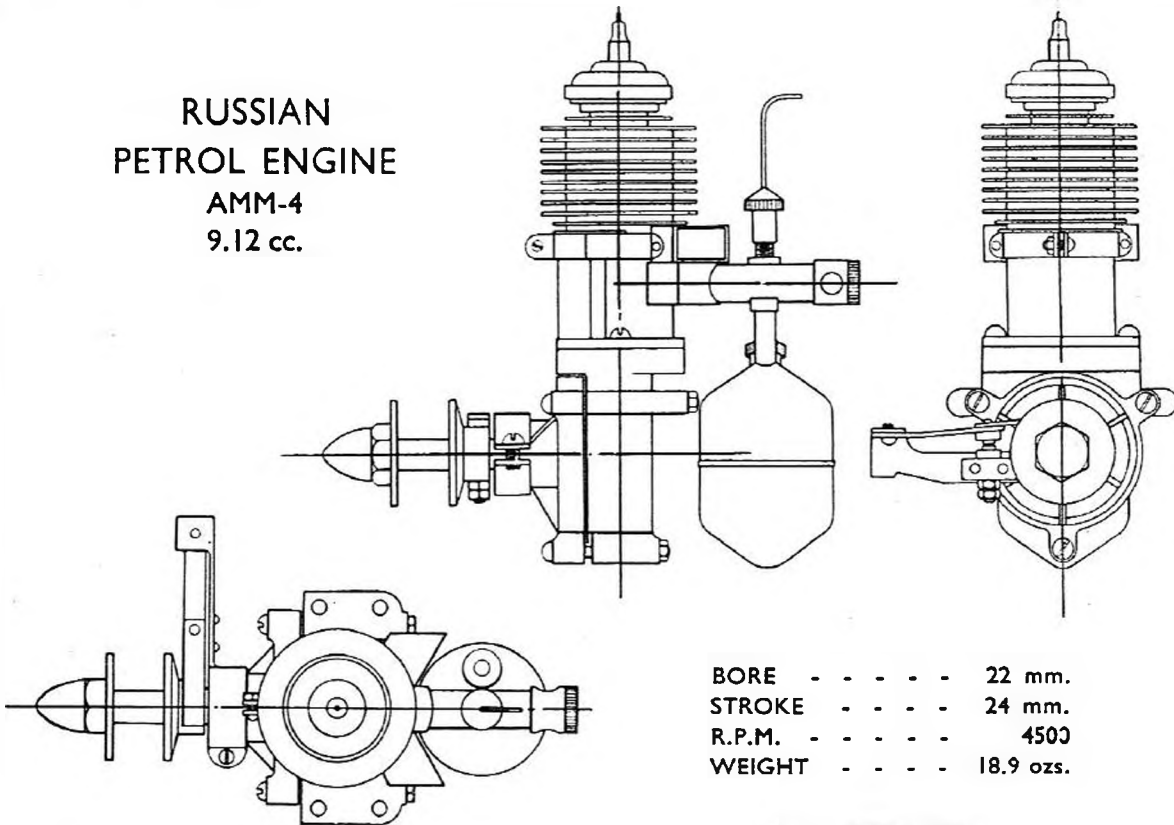 RUSSIAN
PETROL ENGINE
AMM-4
9.12 cc.
BORE - - - - - 22 mm.
STROKE - - - - 24 mm.
R.P.M. - - - - - 4500
WEIGHT - - - - 18.9 ozs.